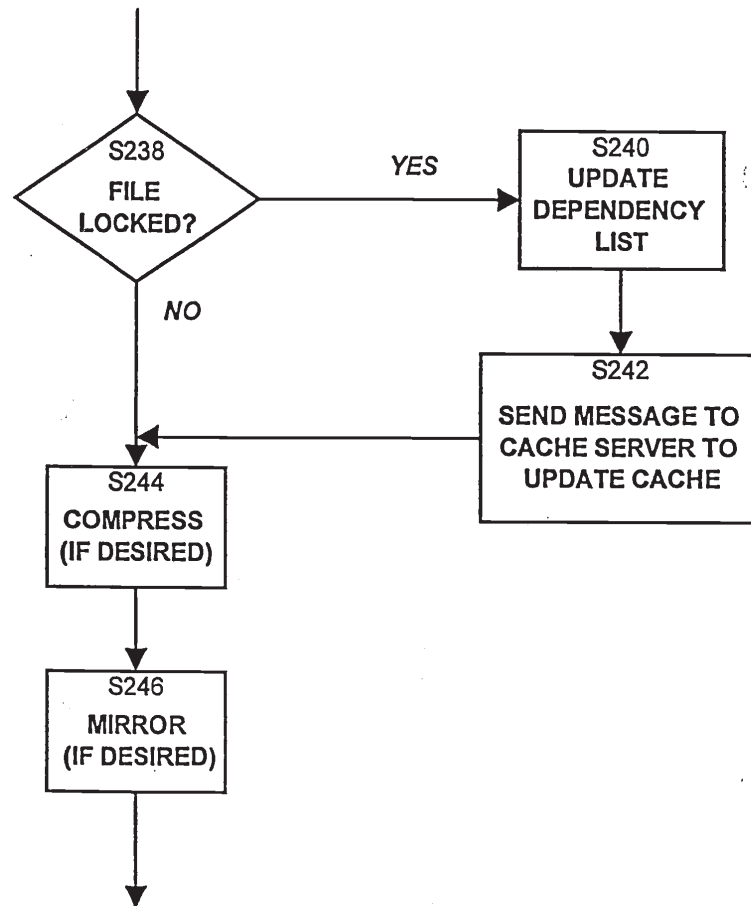 S238
FILE
LOCKED?
YES
S240
UPDATE
DEPENDENCY
LIST
NO
S242
SEND MESSAGE TO
CACHE SERVER TO
UPDATE CACHE
S244
COMPRESS
(IF DESIRED)
S246
MIRROR
(IF DESIRED)